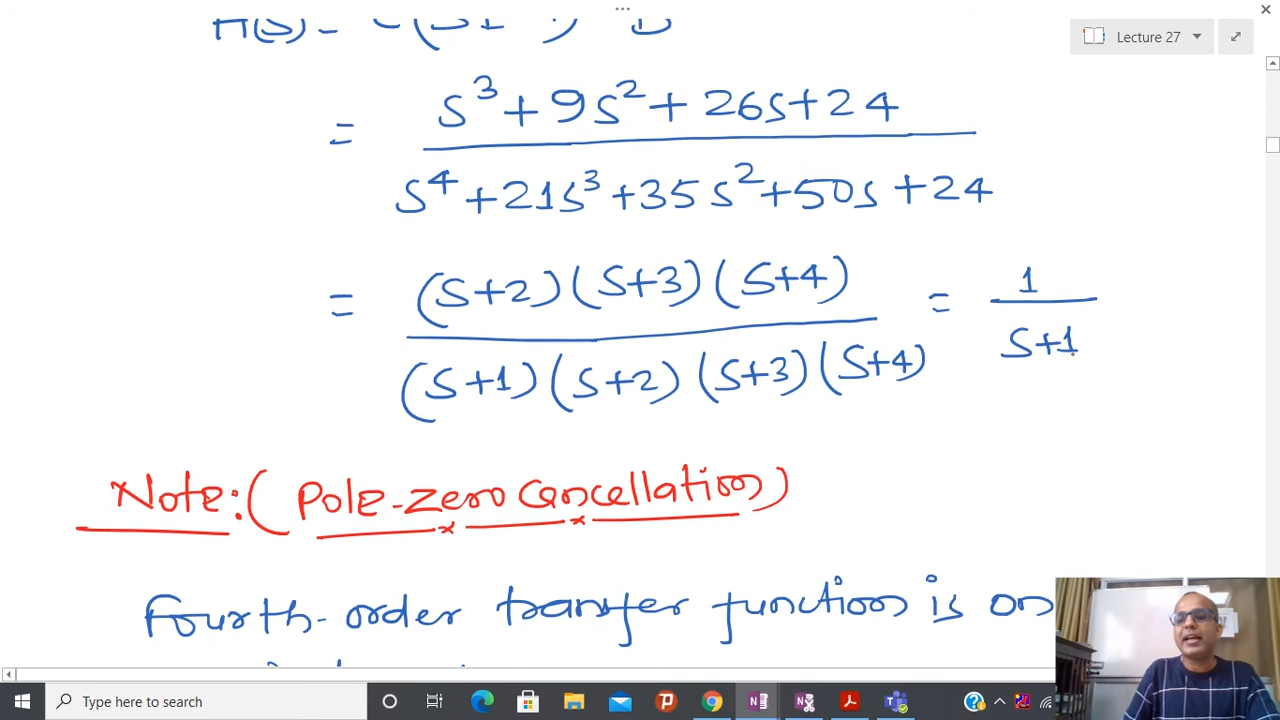 Lecture 27
H(s) =
= s³ + 9s² + 26s + 24 / s⁴ + 21s³ + 35s² + 50s + 24
= (s+2)(s+3)(s+4) / (s+1)(s+2)(s+3)(s+4) = 1 / s+1
Note: (Pole-zero cancellation)
Fourth-order transfer function is
Type here to search